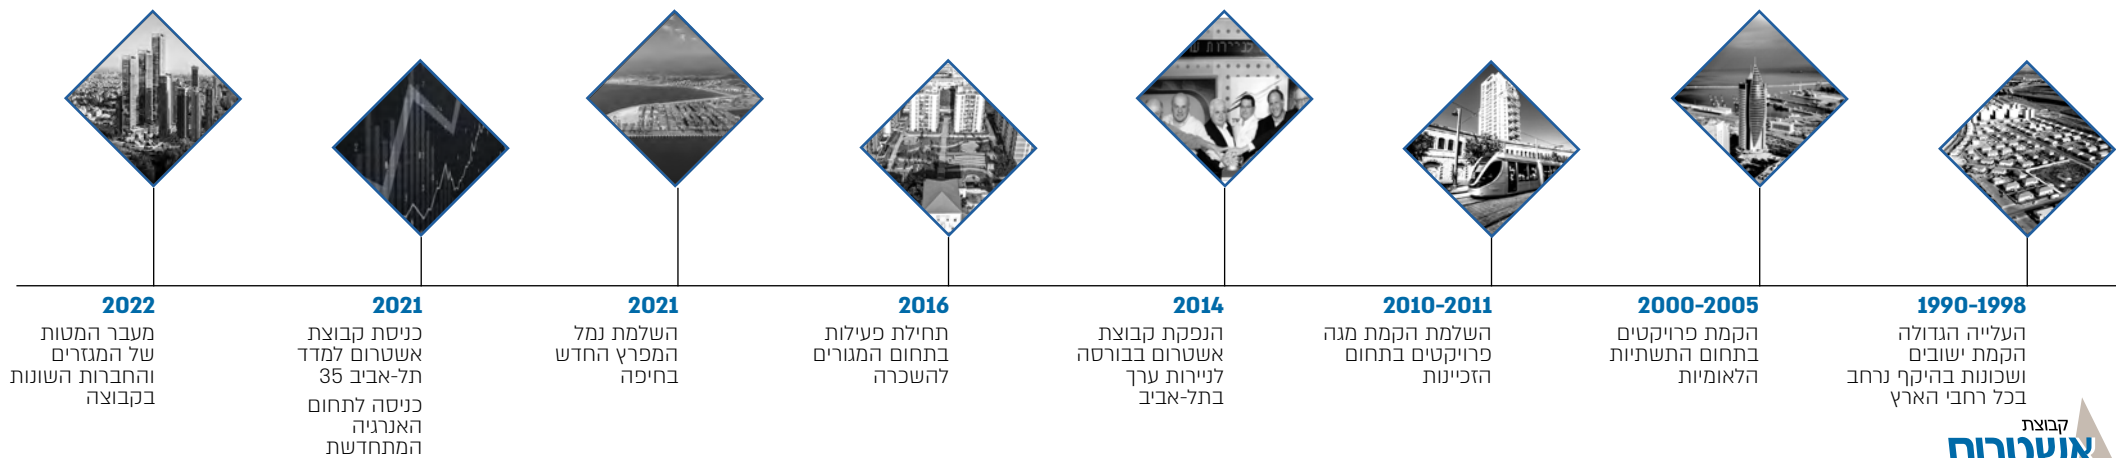 1990-1998
העלייה הגדולה
הקמת ישובים
ושכונות בהיקף נרחב
בכל רחבי הארץ
2000-2005
הקמת פרויקטים
בתחום התשתיות
הלאומיות
2010-2011
השלמת הקמת מגה
פרויקטים בתחום
הזכיינות
2014
הנפקת קבוצת
אשטרום בבורסה
לניירות ערך
בתל-אביב
2016
תחילת פעילות
בתחום המגורים
להשכרה
2021
השלמת נמל
המפרץ החדש
בחיפה
2021
כניסת קבוצת
אשטרום למדד
תל-אביב 35
כניסה לתחום
האנרגיה
המתחדשת
2022
מעבר המטות
של המגזרים
והחברות השונות
בקבוצה
קבוצת
אשטרום